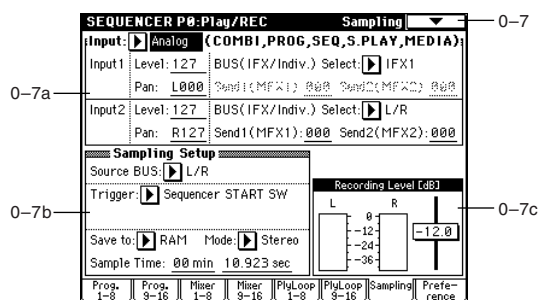 SEQUENCER P0:Play/REC Sampling
0–7
Input: Analog (COMBI,PROG,SEQ,S.PLAY,MEDIA)
Input1 Level: 127 BUS(IFX/Indiv.) Select: IFX1
Pan: L000 Send1(MFX1) 000 Send2(MFX2) 000
0–7a
Input2 Level: 127 BUS(IFX/Indiv.) Select: L/R
Pan: R127 Send1(MFX1): 000 Send2(MFX2): 000
Sampling Setup
Source BUS: L/R
Trigger: Sequencer START SW
0–7b
Save to: RAM Mode: Stereo
Sample Time: 00 min 10.923 sec
Recording Level [dB]
L R
0
-12
-24
-36
-12.0
0–7c
Prog. 1-8 Prog. 9-16 Mixer 1-8 Mixer 9-16 PlyLoop 1-8 PlyLoop 9-16 Sampling Prefe-rence